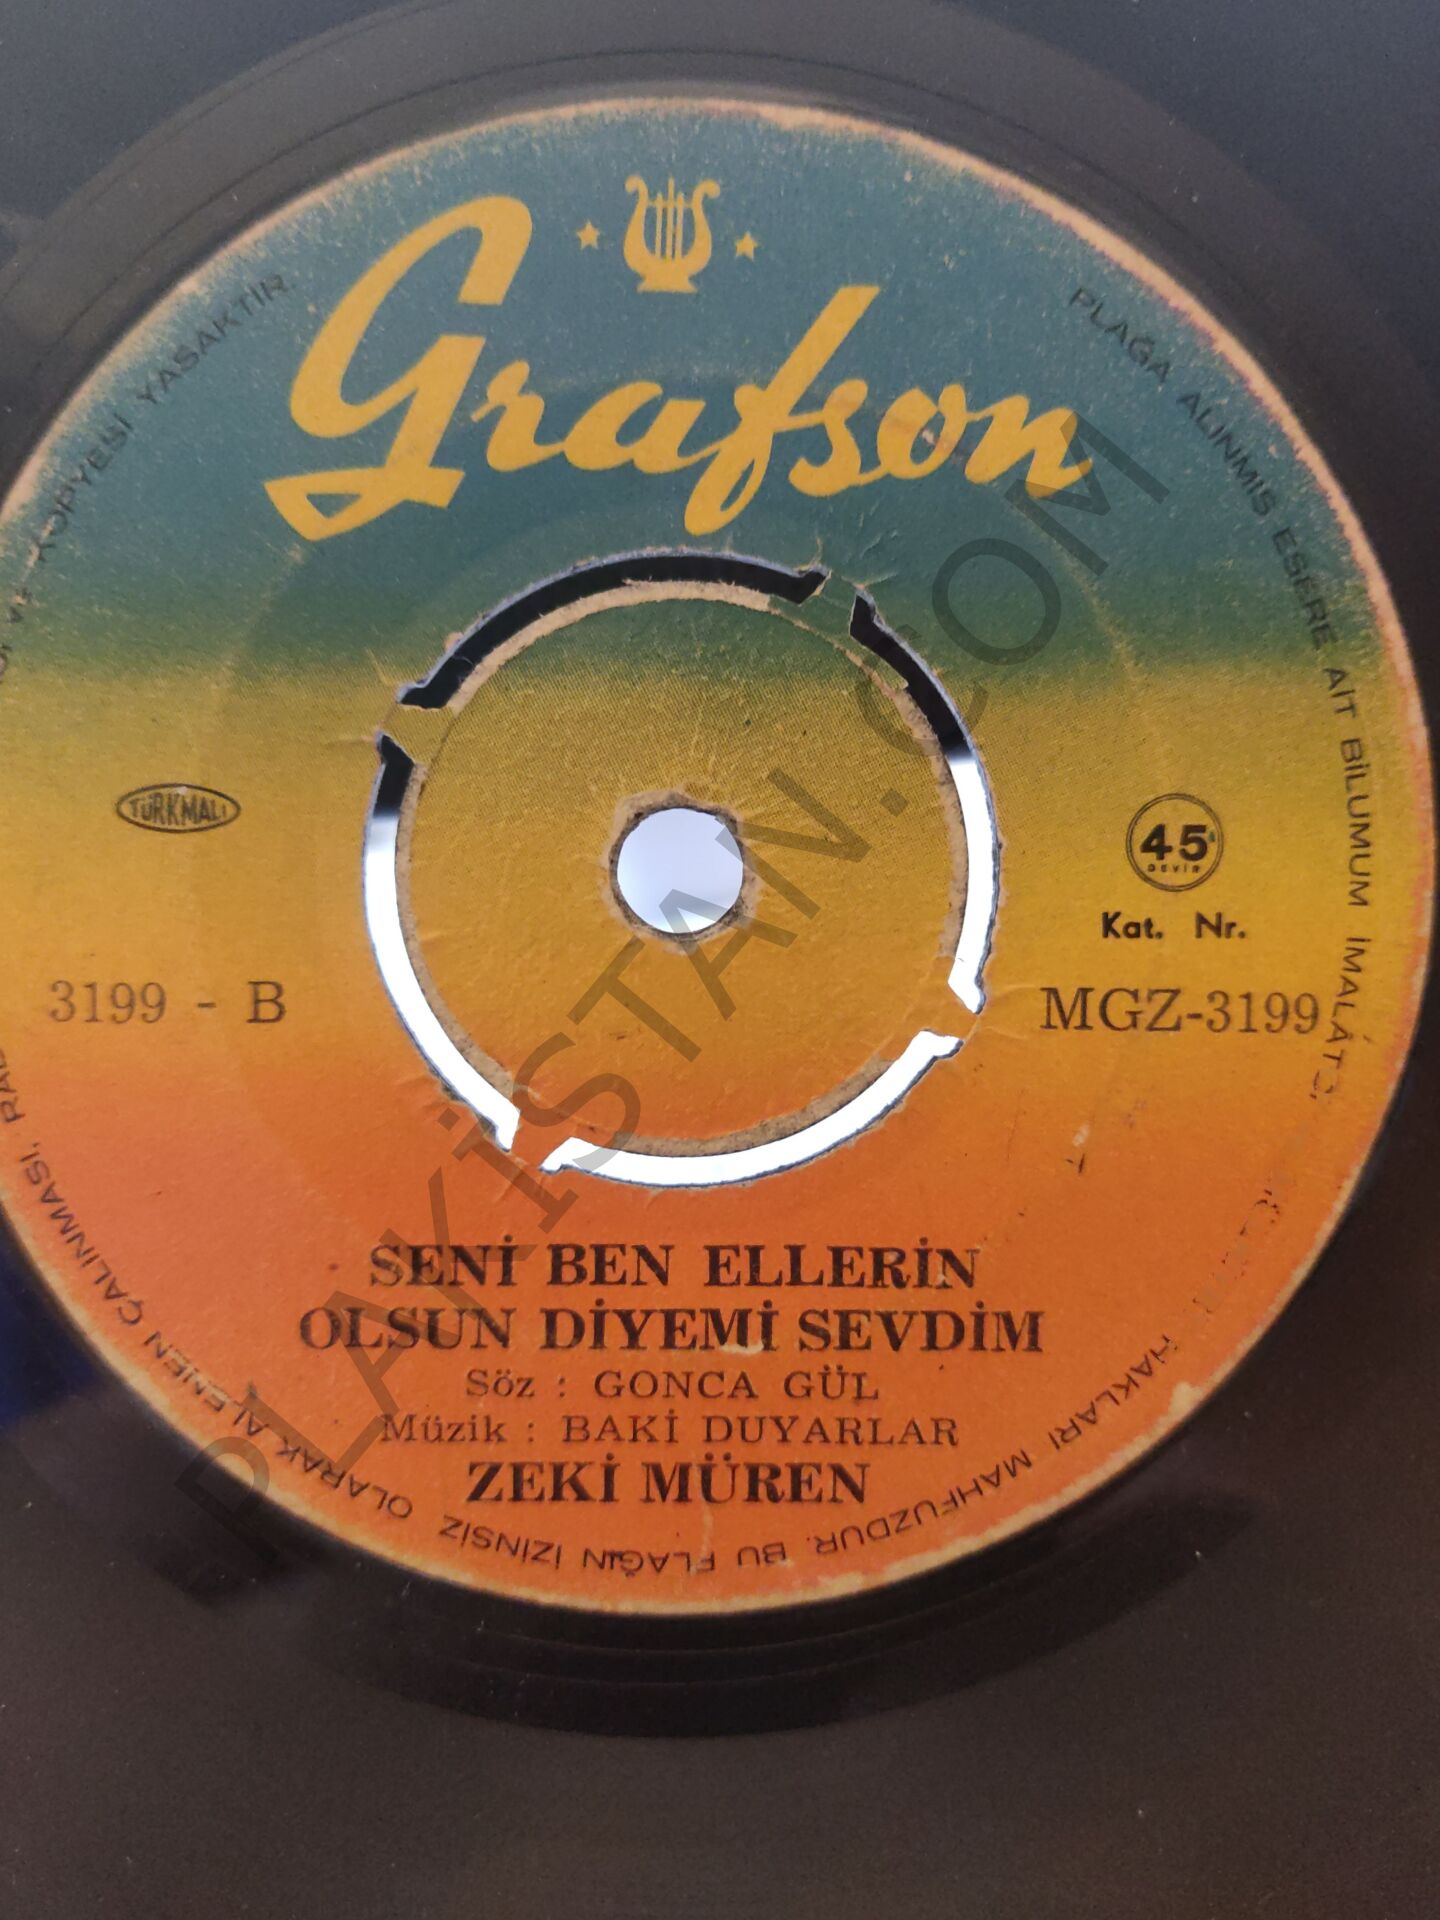 Grafson
TÜRKMALI
45
DEVİR
Kat. Nr.
3199 - B
MGZ-3199
SENİ BEN ELLERİN
OLSUN DİYEMİ SEVDİM
Söz : GONCA GÜL
Müzik : BAKİ DUYARLAR
ZEKİ MÜREN
PLAĞA ALINMIŞ ESERE AİT BİLUMUM İMALÂT HAKLARI MAHFUZDUR. BU PLAĞIN İZİNSİZ OLARAK ALENEN ÇALINMASI, KOPYESİ YASAKTIR.
PLAKİSTAN.COM